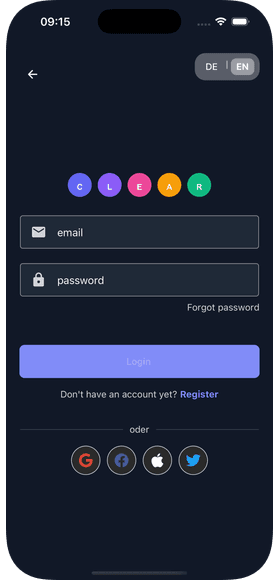 09:15
DE | EN
C L E A R
email
password
Forgot password
Login
Don't have an account yet? Register
oder